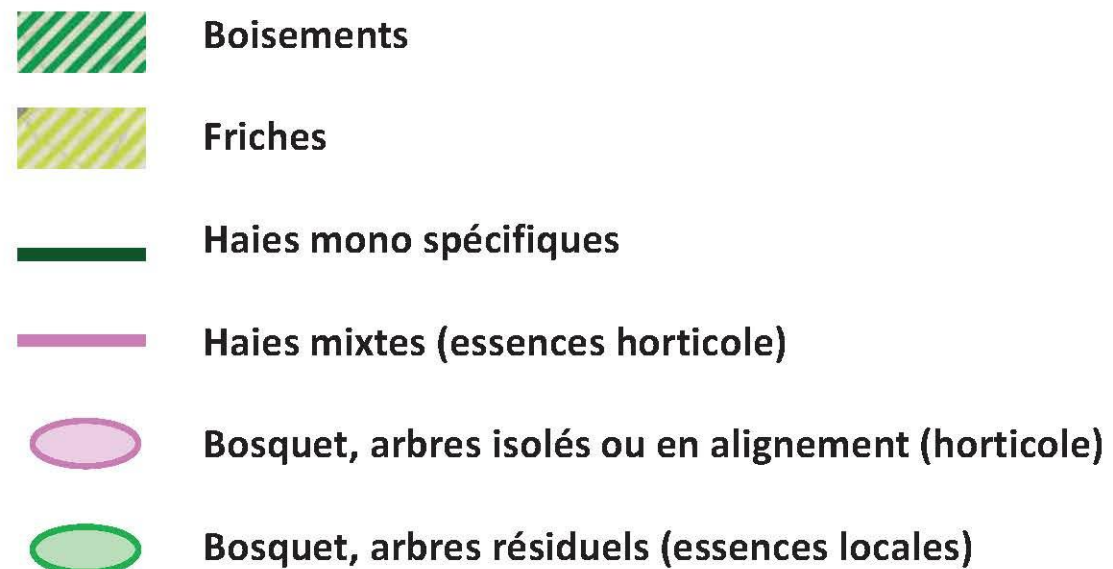 Boisements
Friches
Haies mono spécifiques
Haies mixtes (essences horticole)
Bosquet, arbres isolés ou en alignement (horticole)
Bosquet, arbres résiduels (essences locales)